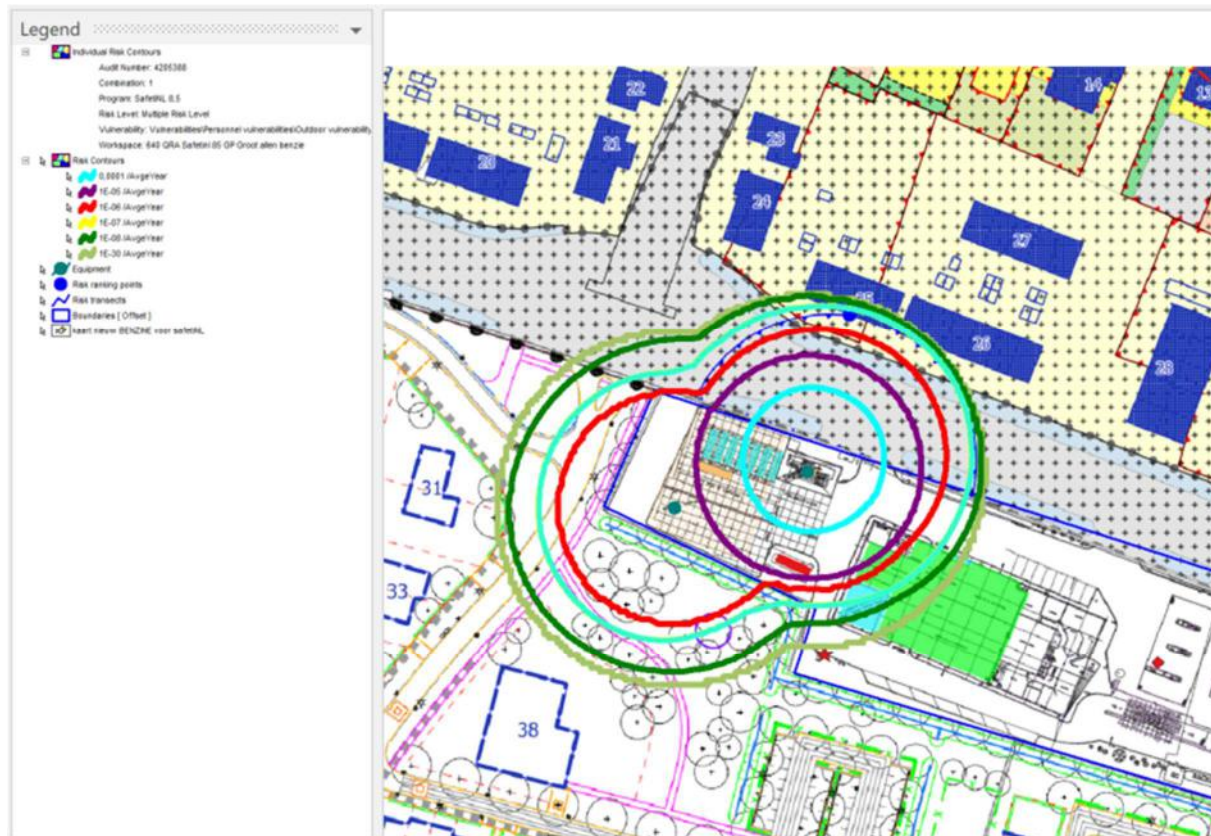 Legend
Individual Risk Contours
Audit Number: 4285388
Combination: 1
Program: SafetiNL 8.5
Risk Level: Multiple Risk Level
Vulnerability: Vulnerabilities\Personnel vulnerabilities\Outdoor vulnerability
Workspace: 640 QRA Safetinl 85 GP Groot allen benzie
Risk Contours
0,0001 /AvgeYear
1E-05 /AvgeYear
1E-06 /AvgeYear
1E-07 /AvgeYear
1E-08 /AvgeYear
1E-30 /AvgeYear
Equipment
Risk ranking points
Risk transects
Boundaries [ Offset ]
kaart nieuw BENZINE voor safetiNL
22
14
13
21
23
20
24
27
25
26
28
31
33
38